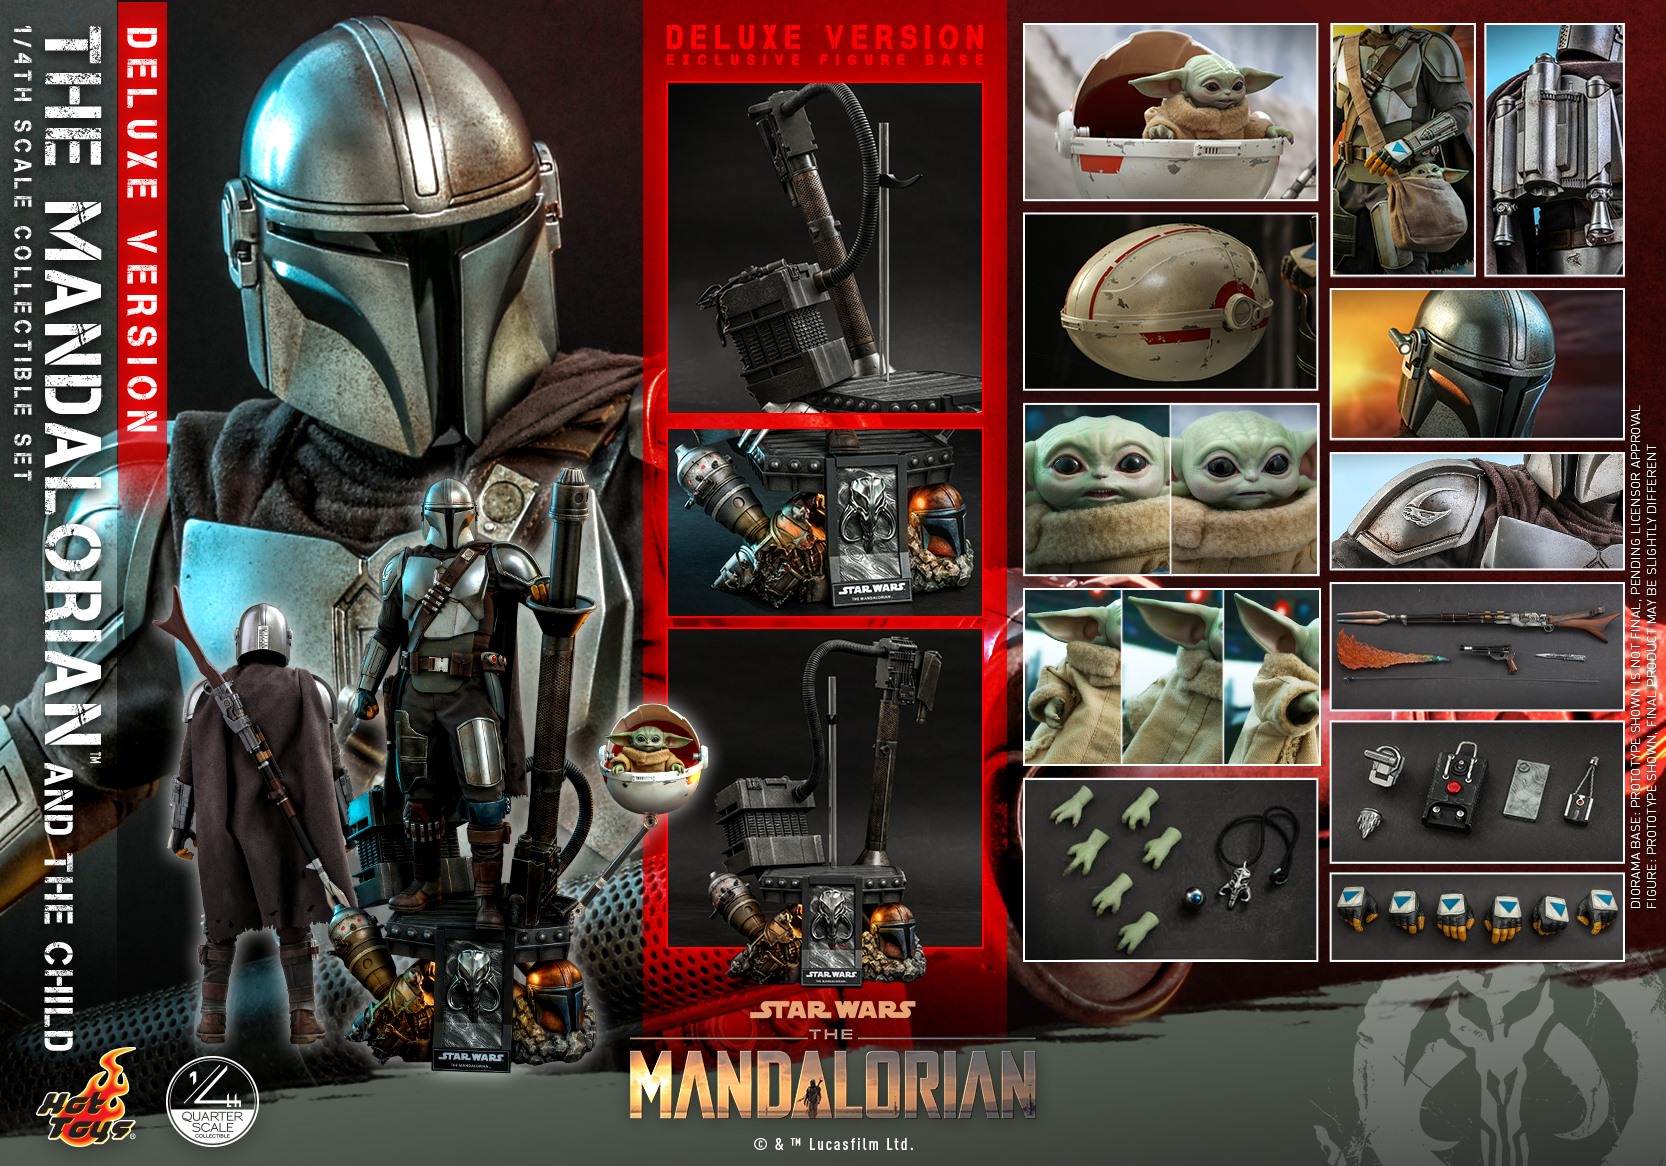 THE MANDALORIAN™ AND THE CHILD
1/4TH SCALE COLLECTIBLE SET
DELUXE VERSION
DELUXE VERSION
EXCLUSIVE FIGURE BASE
STAR WARS
THE MANDALORIAN
STAR WARS
THE MANDALORIAN
STAR WARS
THE MANDALORIAN
STAR WARS
THE
MANDALORIAN
© & ™ Lucasfilm Ltd.
Hot Toys®
1/4th
QUARTER
SCALE
COLLECTIBLE
DIORAMA BASE: PROTOTYPE SHOWN IS NOT FINAL, PENDING LICENSOR APPROVAL
FIGURE: PROTOTYPE SHOWN, FINAL PRODUCT MAY BE SLIGHTLY DIFFERENT